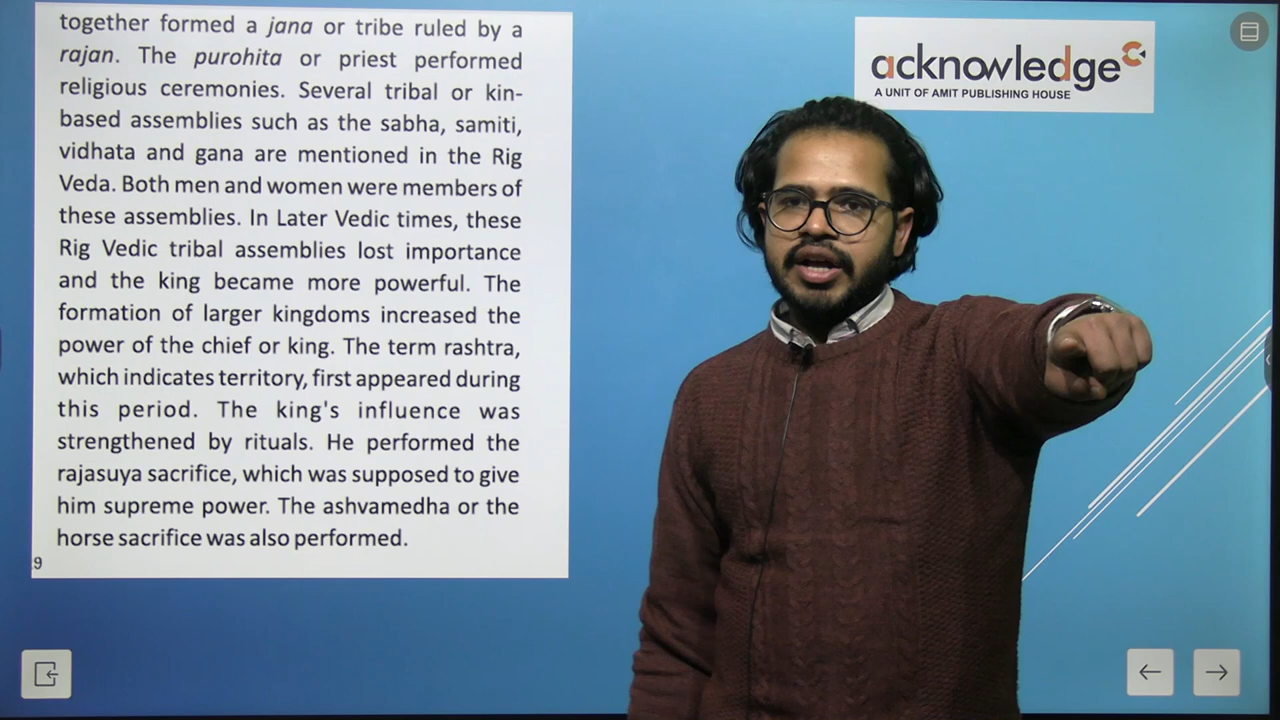 together formed a jana or tribe ruled by a
rajan. The purohita or priest performed
religious ceremonies. Several tribal or kin-
based assemblies such as the sabha, samiti,
vidhata and gana are mentioned in the Rig
Veda. Both men and women were members of
these assemblies. In Later Vedic times, these
Rig Vedic tribal assemblies lost importance
and the king became more powerful. The
formation of larger kingdoms increased the
power of the chief or king. The term rashtra,
which indicates territory, first appeared during
this period. The king's influence was
strengthened by rituals. He performed the
rajasuya sacrifice, which was supposed to give
him supreme power. The ashvamedha or the
horse sacrifice was also performed.
9
acknowledge
A UNIT OF AMIT PUBLISHING HOUSE